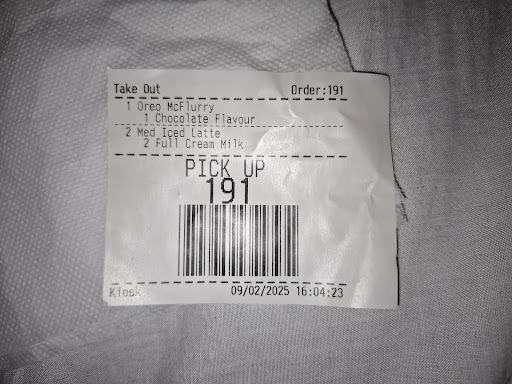 Take Out Order:191
1 Oreo McFlurry
1 Chocolate Flavour
2 Med Iced Latte
2 Full Cream Milk
PICK UP
191
Kiosk 09/02/2025 16:04:23